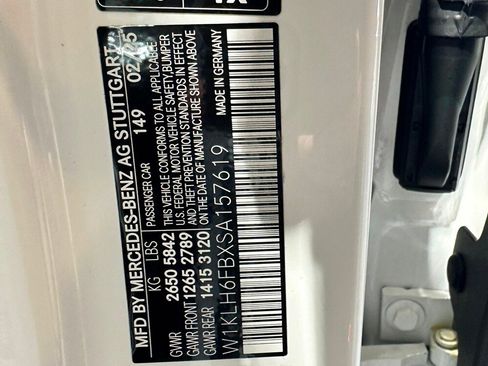 MFD BY MERCEDES-BENZ AG STUTTGART
149 02/25
KG LBS PASSENGER CAR
GVWR 2650 5842
GAWR FRONT 1265 2789
GAWR REAR 1415 3120
THIS VEHICLE CONFORMS TO ALL APPLICABLE
U.S. FEDERAL MOTOR VEHICLE SAFETY, BUMPER
AND THEFT PREVENTION STANDARDS IN EFFECT
ON THE DATE OF MANUFACTURE SHOWN ABOVE
MADE IN GERMANY
W1KLH6FBXSA157619